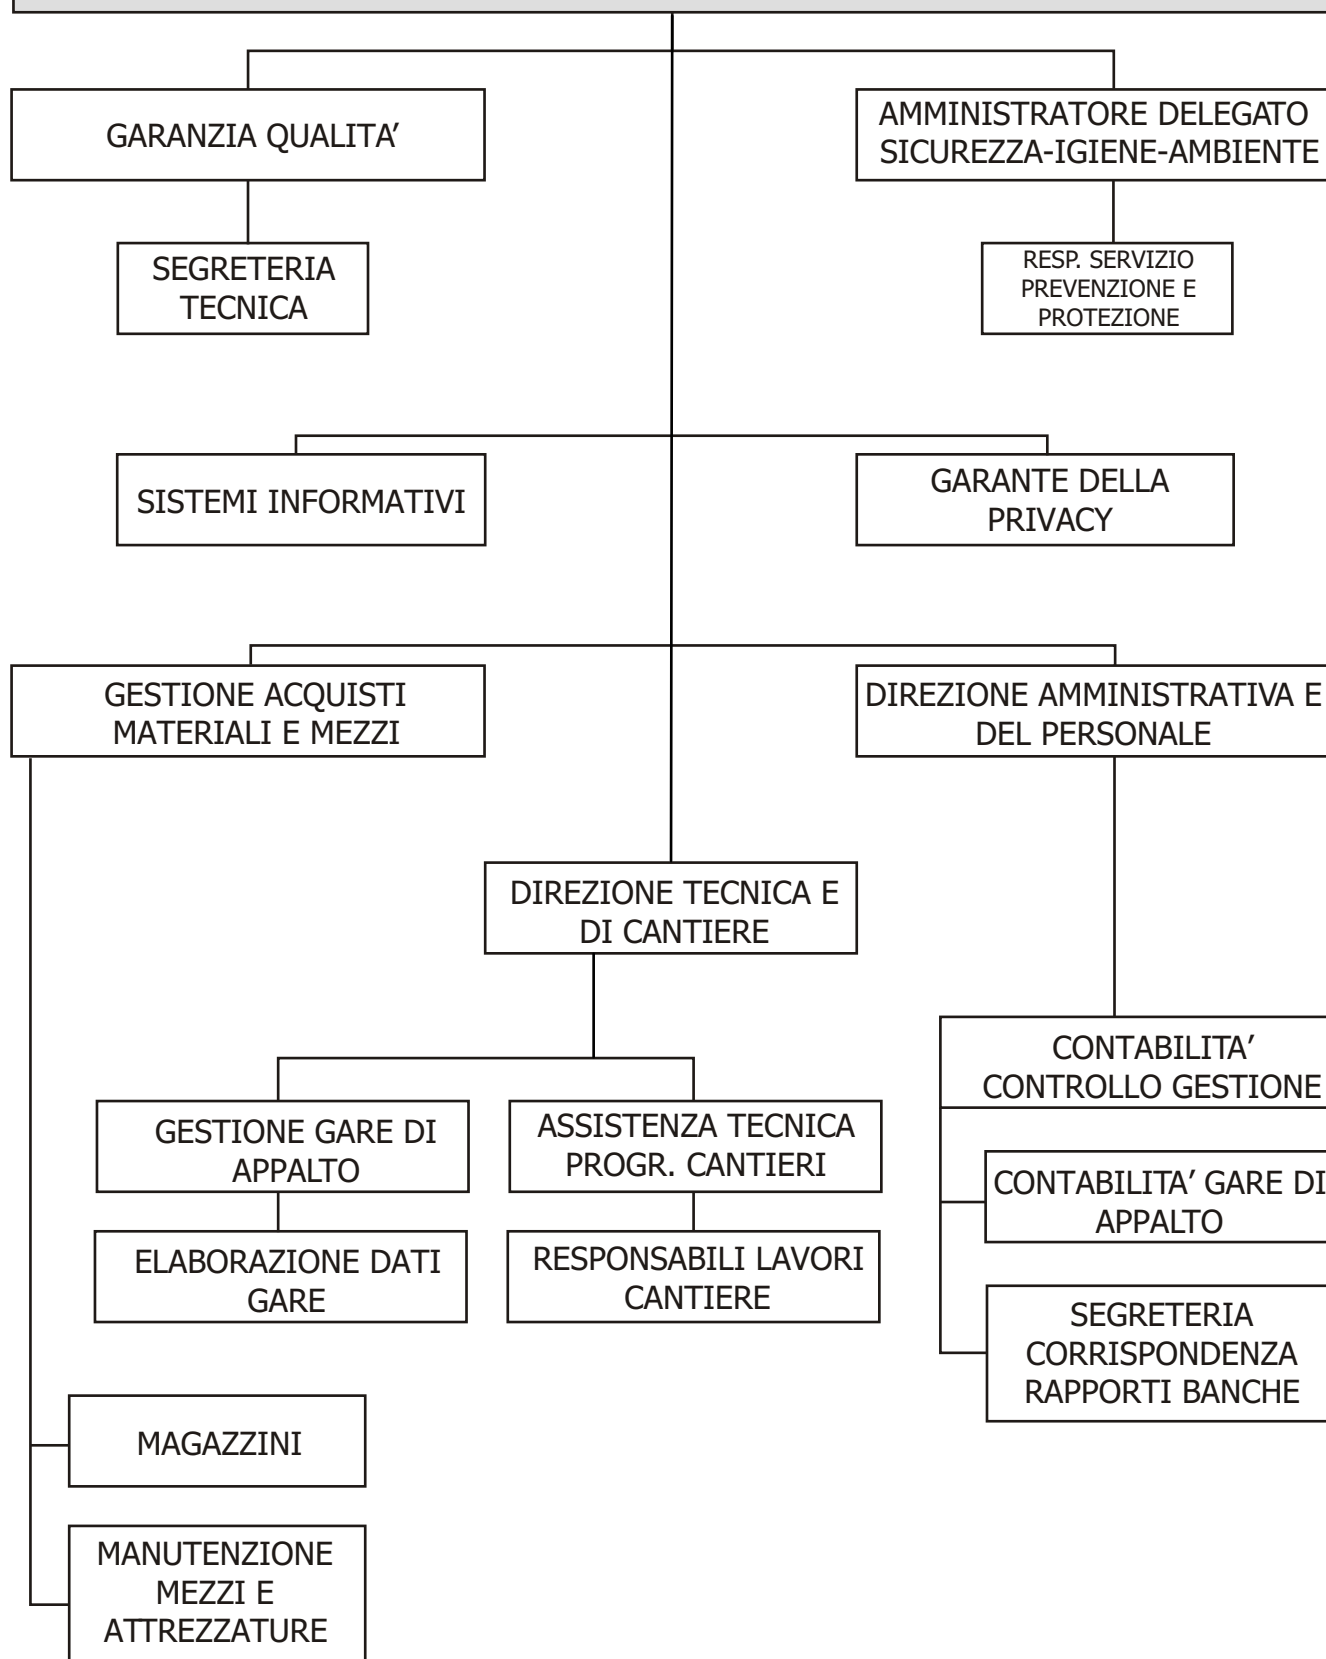 GARANZIA QUALITA’
AMMINISTRATORE DELEGATO
SICUREZZA-IGIENE-AMBIENTE
SEGRETERIA
TECNICA
RESP. SERVIZIO
PREVENZIONE E
PROTEZIONE
SISTEMI INFORMATIVI
GARANTE DELLA
PRIVACY
GESTIONE ACQUISTI
MATERIALI E MEZZI
DIREZIONE AMMINISTRATIVA E
DEL PERSONALE
DIREZIONE TECNICA E
DI CANTIERE
CONTABILITA’
CONTROLLO GESTIONE
GESTIONE GARE DI
APPALTO
ASSISTENZA TECNICA
PROGR. CANTIERI
CONTABILITA’ GARE DI
APPALTO
ELABORAZIONE DATI
GARE
RESPONSABILI LAVORI
CANTIERE
SEGRETERIA
CORRISPONDENZA
RAPPORTI BANCHE
MAGAZZINI
MANUTENZIONE
MEZZI E
ATTREZZATURE